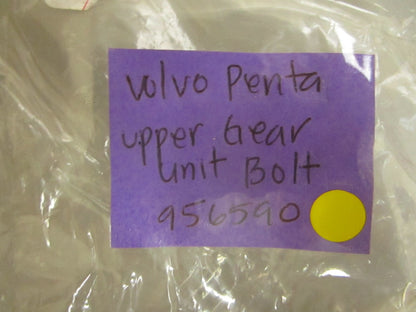 volvo Penta
upper Gear
unit Bolt
956590